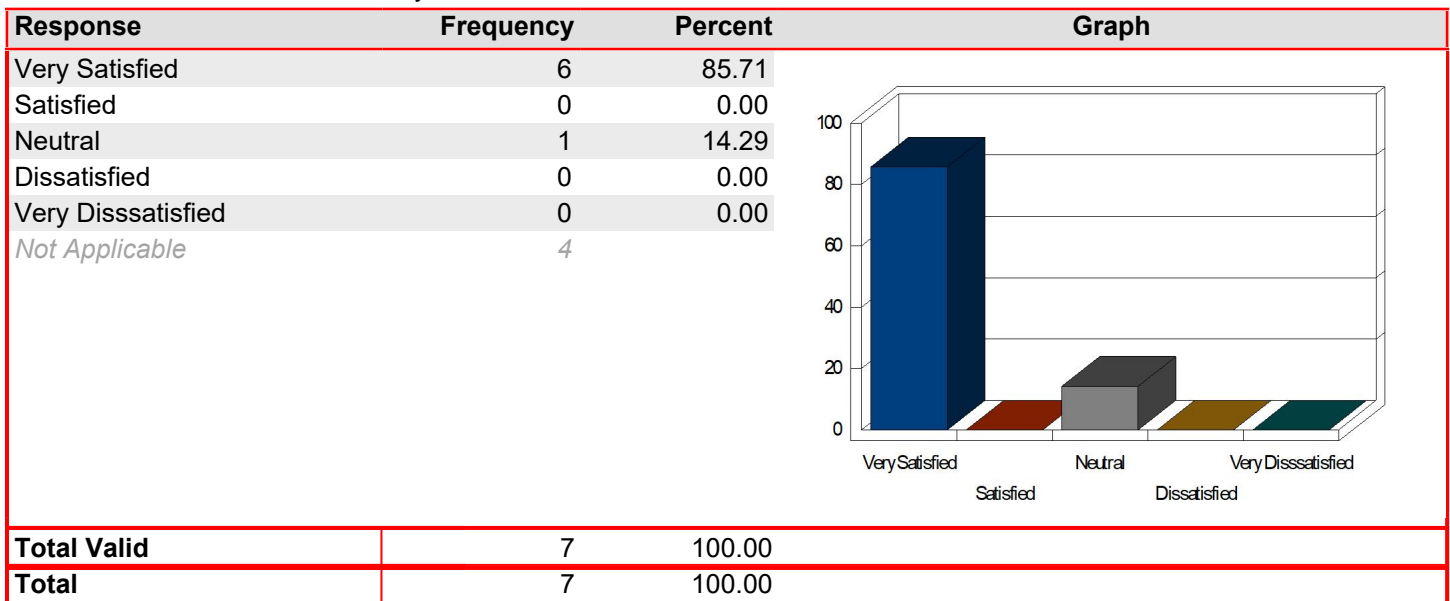 Response Frequency Percent Graph
Very Satisfied 6 85.71
Satisfied 0 0.00
Neutral 1 14.29
Dissatisfied 0 0.00
Very Disssatisfied 0 0.00
Not Applicable 4
100
80
60
40
20
0
Very Satisfied Neutral Very Disssatisfied
Satisfied Dissatisfied
Total Valid 7 100.00
Total 7 100.00